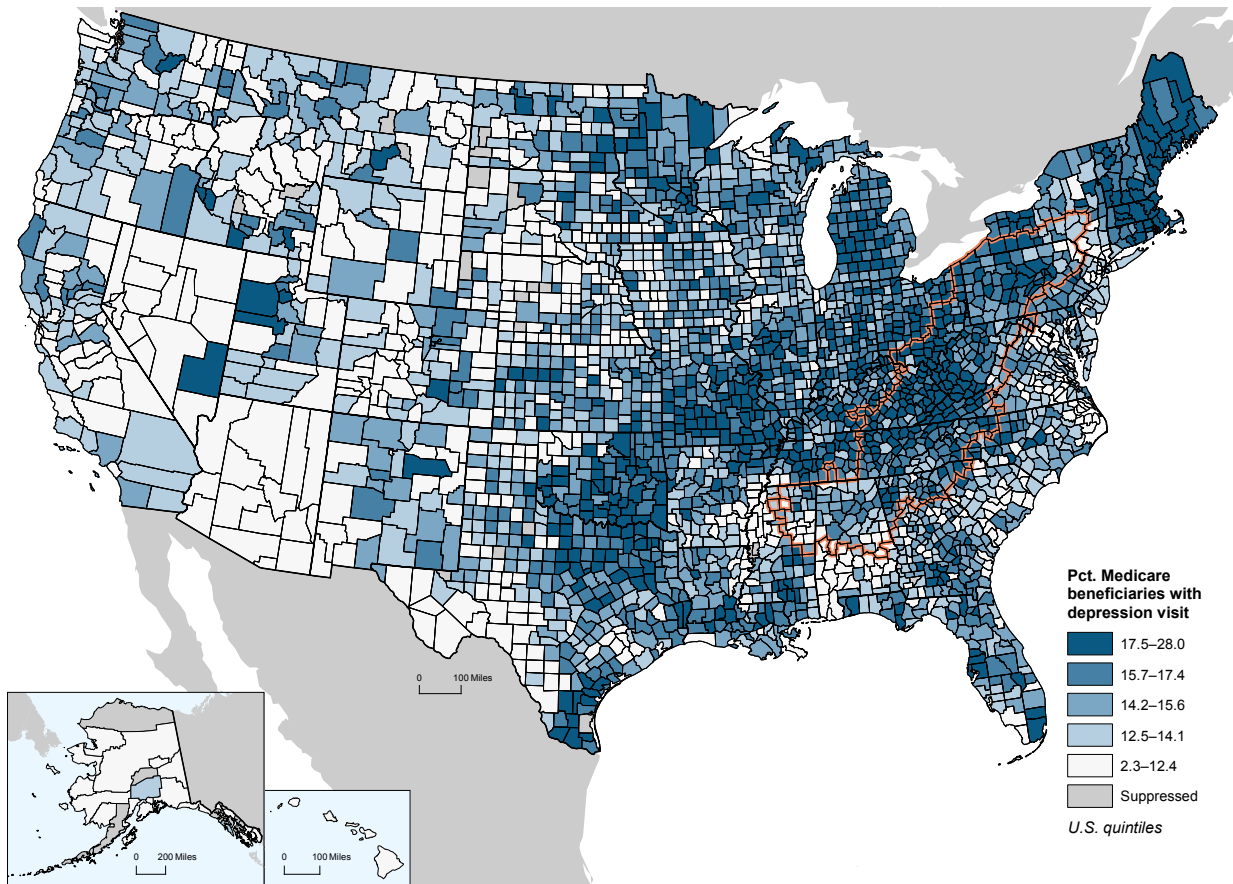 Pct. Medicare
beneficiaries with
depression visit
17.5–28.0
15.7–17.4
14.2–15.6
12.5–14.1
2.3–12.4
Suppressed
U.S. quintiles
0 100 Miles
0 200 Miles
0 100 Miles